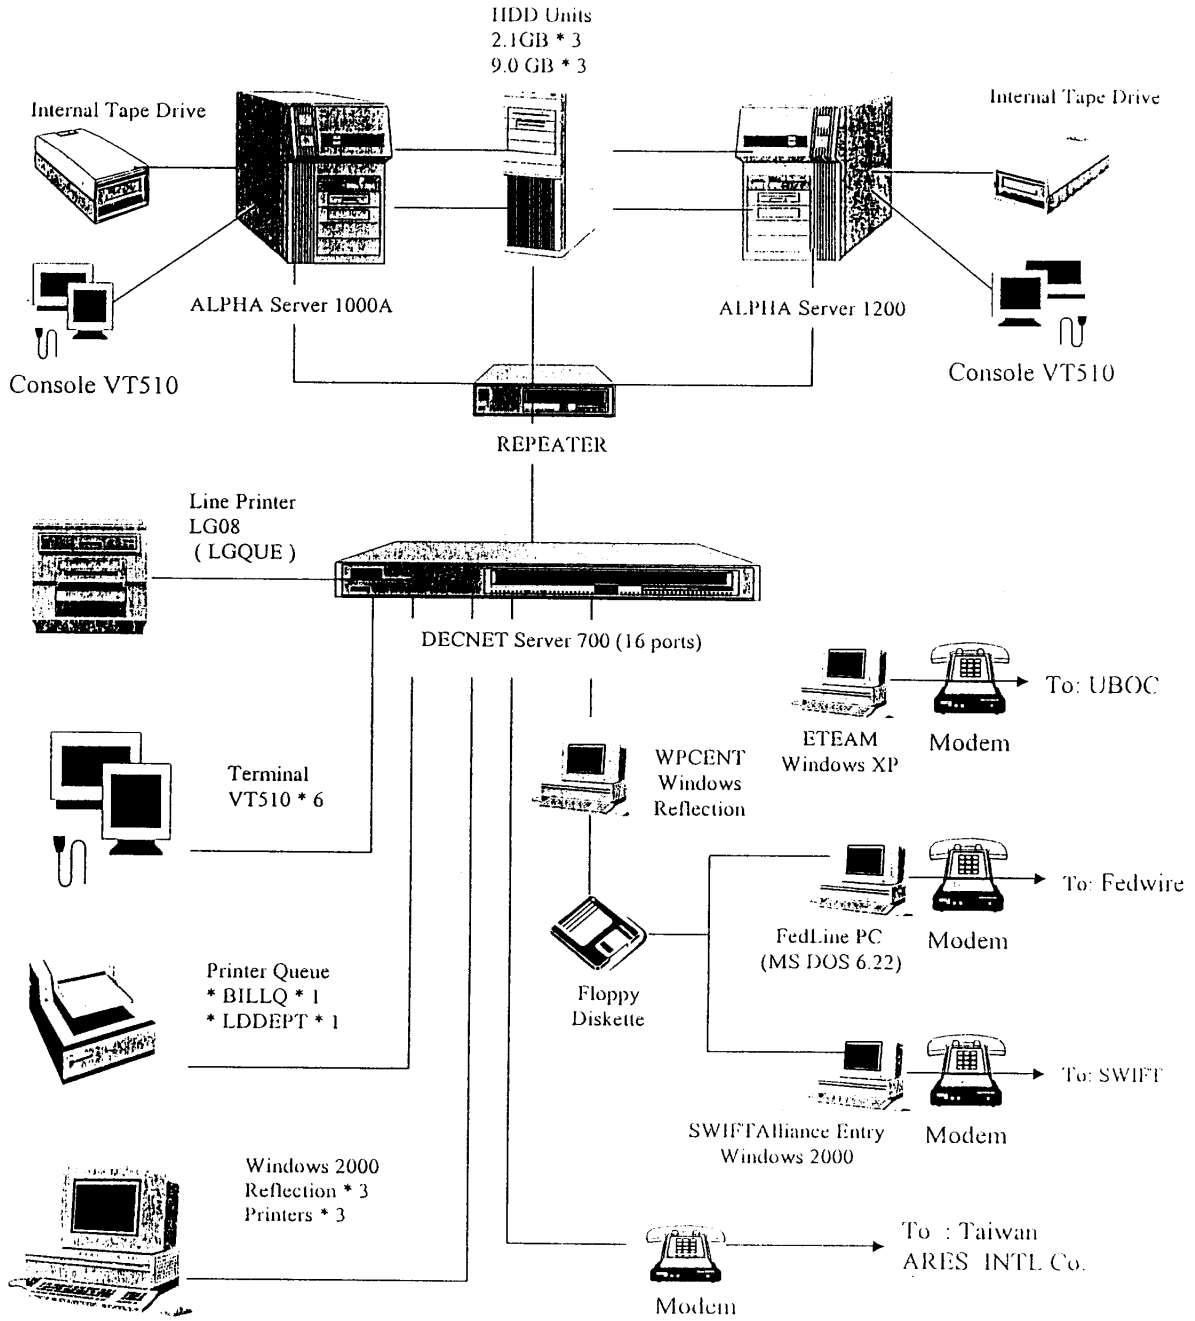 HDD Units
2.1GB * 3
9.0 GB * 3
Internal Tape Drive
Internal Tape Drive
ALPHA Server 1000A
ALPHA Server 1200
Console VT510
Console VT510
REPEATER
Line Printer
LG08
( LGQUE )
DECNET Server 700 (16 ports)
To: UBOC
ETEAM
Windows XP
Modem
WPCENT
Windows
Reflection
Terminal
VT510 * 6
To: Fedwire
FedLine PC
(MS DOS 6.22)
Modem
Printer Queue
* BILLQ * 1
* LDDEPT * 1
Floppy
Diskette
To: SWIFT
SWIFTAlliance Entry
Windows 2000
Modem
Windows 2000
Reflection * 3
Printers * 3
To : Taiwan
ARES INTL Co.
Modem